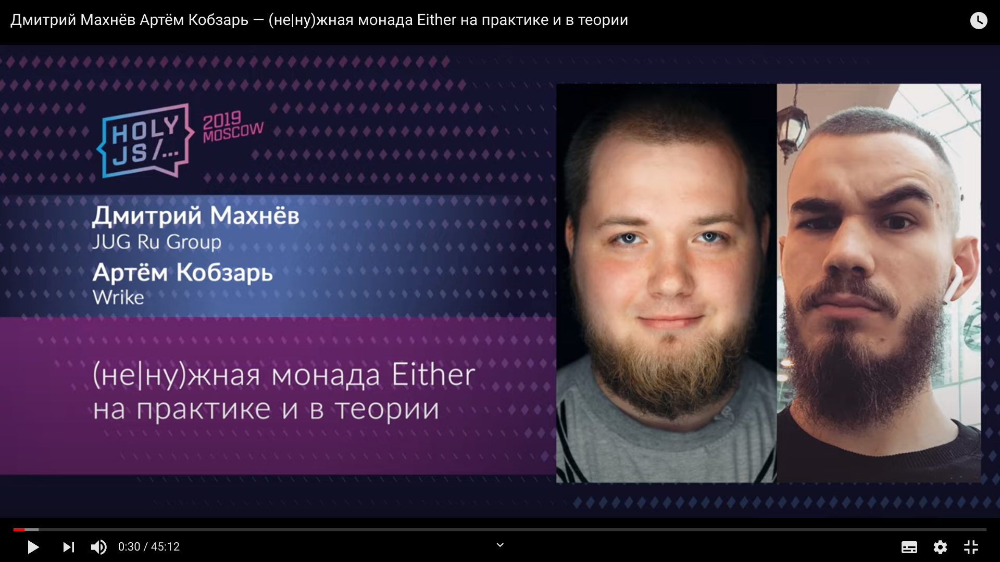 Дмитрий Махнёв Артём Кобзарь — (не|ну)жная монада Either на практике и в теории
HOLY
JS/...
2019
MOSCOW
Дмитрий Махнёв
JUG Ru Group
Артём Кобзарь
Wrike
(не|ну)жная монада Either
на практике и в теории
0:30 / 45:12